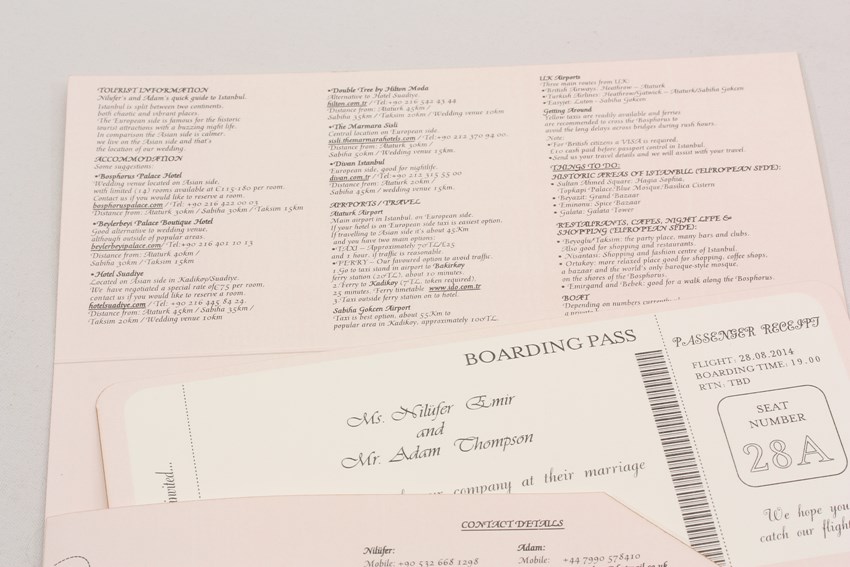 TOURIST INFORMATION
Nilufer's and Adam's quick guide to Istanbul.
Istanbul is split between two continents,
both chaotic and vibrant places.
The European side is famous for the historic
tourist attractions with a buzzing night life.
In comparison the Asian side is calmer,
we live on the Asian side and that's
the location of our wedding.
ACCOMMODATION
Some suggestions:
•Bosphorus Palace Hotel
Wedding venue located on Asian side,
with limited (14) rooms available at £115-180 per room.
Contact us if you would like to reserve a room.
bosphoruspalace.com / Tel: +90 216 422 00 03
Distance from: Ataturk 30km / Sabiha 30km / Taksim 15km
•Beylerbeyi Palace Boutique Hotel
Good alternative to wedding venue,
although outside of popular areas.
beylerbeyipalace.com/ Tel:+90 216 401 10 13
Distance from: Ataturk 40km /
Sabiha 30km / Taksim 15km
•Hotel Suadiye
Located on Asian side in Kadikoy/Suadiye.
We have negotiated a special rate of £75 per room,
contact us if you would like to reserve a room.
hotelsuadiye.com / Tel: +90 216 445 84 24,
Distance from: Ataturk 45km / Sabiha 35km /
Taksim 20km / Wedding venue 10km
•Double Tree by Hilton Moda
Alternative to Hotel Suadiye.
hilton.com.tr / Tel:+90 216 542 43 44
Distance from: Ataturk 45km /
Sabiha 35km / Taksim 10km / Wedding venue 10km
•The Marmara Sisli
Central location on European side.
sisli.themarmarahotels.com / Tel:+90 212 370 94 00.
Distance from: Ataturk 30km /
Sabiha 50km / Wedding venue 15km.
•Divan Istanbul
European side, good for nightlife.
divan.com.tr / Tel: +90 212 315 55 00
Distance from: Ataturk 20km /
Sabiha 45km / wedding venue 15km.
AIRPORTS / TRAVEL
Ataturk Airport
Main airport in Istanbul, on European side.
If your hotel is on European side taxi is easiest option,
if travelling to Asian side it's about 45Km
and you have two main options:
•TAXI – Approximately 70TL/£25
and 1 hour, if traffic is reasonable.
•FERRY – Our favoured option to avoid traffic.
1.Go to taxi stand in airport to Bakirkoy
ferry station (20TL), about 10 minutes.
2.Ferry to Kadikoy (7TL, token required),
25 minutes. Ferry timetable www.ido.com.tr
3.Taxi outside ferry station on to hotel.
Sabiha Gokcen Airport
Taxi is best option, about 55Km to
popular area in Kadikoy, approximately 100TL.
U.K Airports
Three main routes from U.K.
•British Airways. Heathrow – Ataturk
•Turkish Airlines. Heathrow/Gatwick – Ataturk/Sabiha Gokcen
•Easyjet. Luton - Sabiha Gokcen
Getting Around
Yellow taxis are readily available and ferries
are recommended to cross the Bosphorus to
avoid the long delays across bridges during rush hours.
Note:
•For British citizens a VISA is required.
£10 cash paid before passport control in Istanbul.
•Send us your travel details and we will assist with your travel.
THINGS TO DO:
HISTORIC AREAS OF ISTANBUL (EUROPEAN SIDE):
• Sultan Ahmed Square: Hagia Sophia,
Topkapi Palace/Blue Mosque/Basilica Cistern
• Beyazit: Grand Bazaar
• Eminonu: Spice Bazaar
• Galata: Galata Tower
RESTAURANTS, CAFES, NIGHT LIFE &
SHOPPING (EUROPEAN SIDE):
• Beyoglu/Taksim: the party place, many bars and clubs.
Also good for shopping and restaurants.
• Nisantasi: Shopping and fashion centre of Istanbul.
• Ortakoy: more relaxed place good for shopping, coffee shops,
a bazaar and the world's only baroque-style mosque,
on the shores of the Bosphorus.
• Emirgand and Bebek: good for a walk along the Bosphorus.
BOAT
Depending on numbers
BOARDING PASS
Ms. Nilüfer Emir
and
Mr. Adam Thompson
company at their marriage
invited...
PASSENGER RECEIPT
FLIGHT: 28.08.2014
BOARDING TIME: 19.00
RTN: TBD
SEAT
NUMBER
28A
We hope you
catch our flight
CONTACT DETAILS
Nilüfer:
Mobile: +90 532 668 1298
Adam:
Mobile: +44 7990 578410